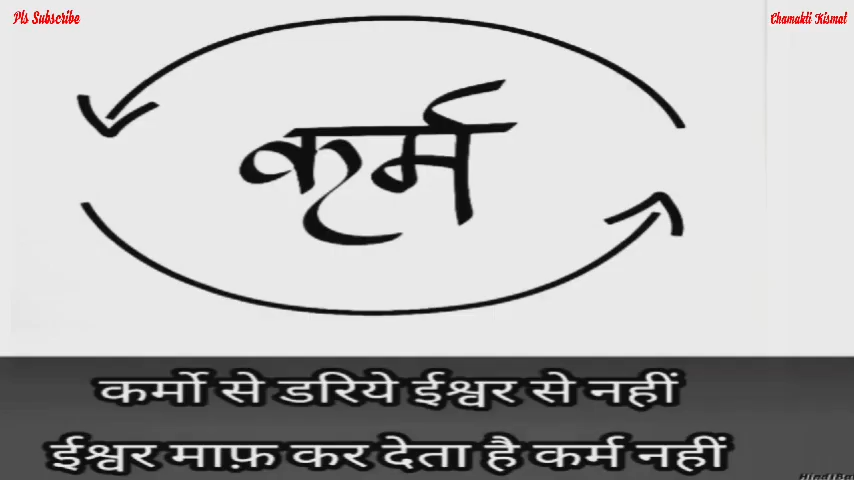 Pls Subscribe
Chamakti Kismat
कर्म
कर्मो से डरिये ईश्वर से नहीं
ईश्वर माफ़ कर देता है कर्म नहीं